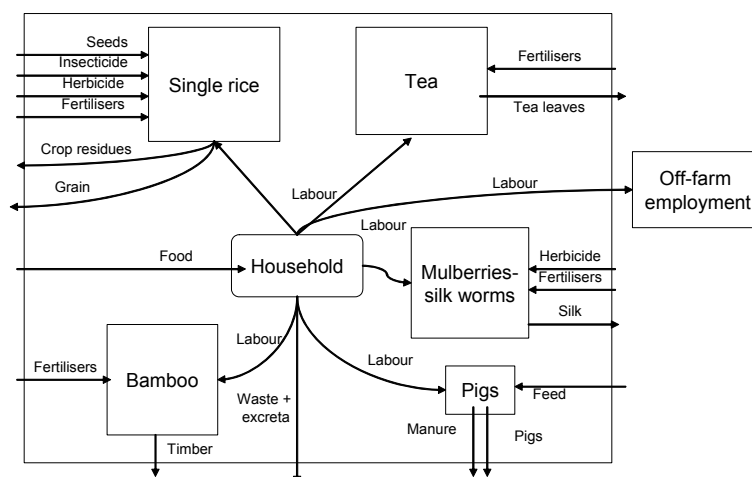 Seeds
Insecticide
Herbicide
Fertilisers
Single rice
Tea
Fertilisers
Tea leaves
Crop residues
Grain
Labour
Labour
Off-farm
employment
Labour
Food
Household
Mulberries-
silk worms
Herbicide
Fertilisers
Silk
Fertilisers
Bamboo
Labour
Labour
Waste +
excreta
Pigs
Feed
Manure
Pigs
Timber